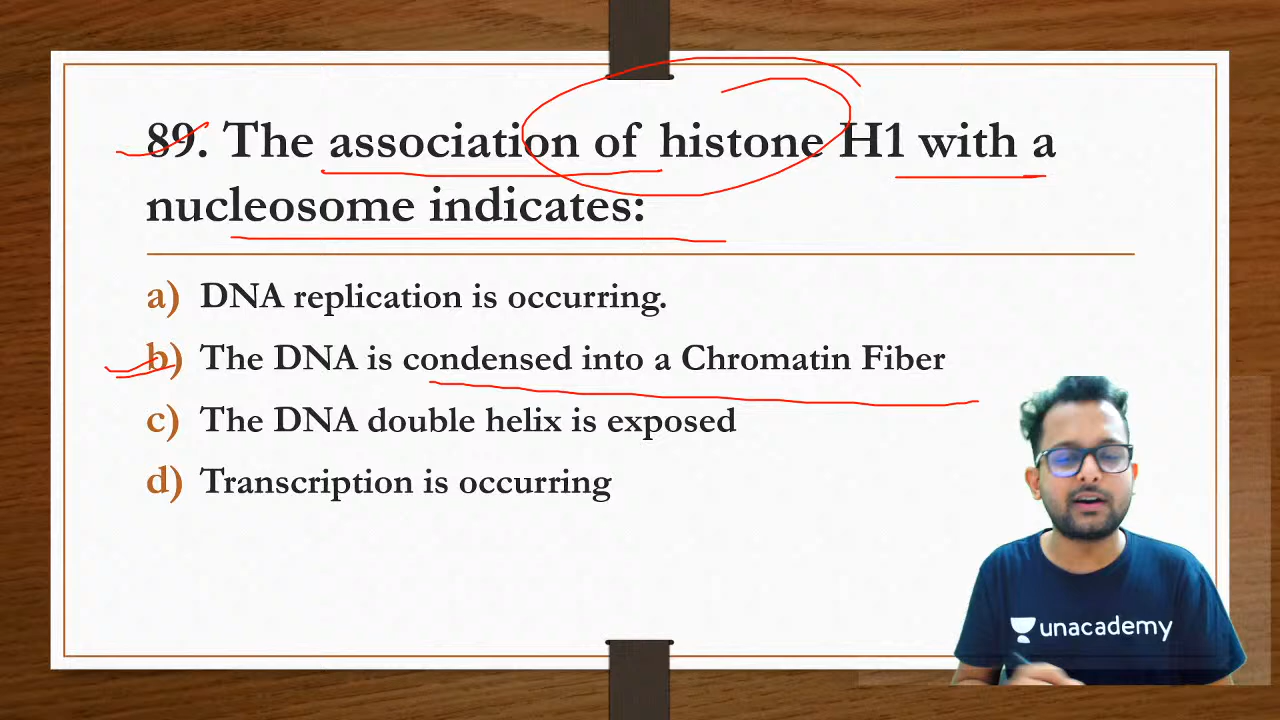 89. The association of histone H1 with a
nucleosome indicates:
a) DNA replication is occurring.
b) The DNA is condensed into a Chromatin Fiber
c) The DNA double helix is exposed
d) Transcription is occurring
unacademy